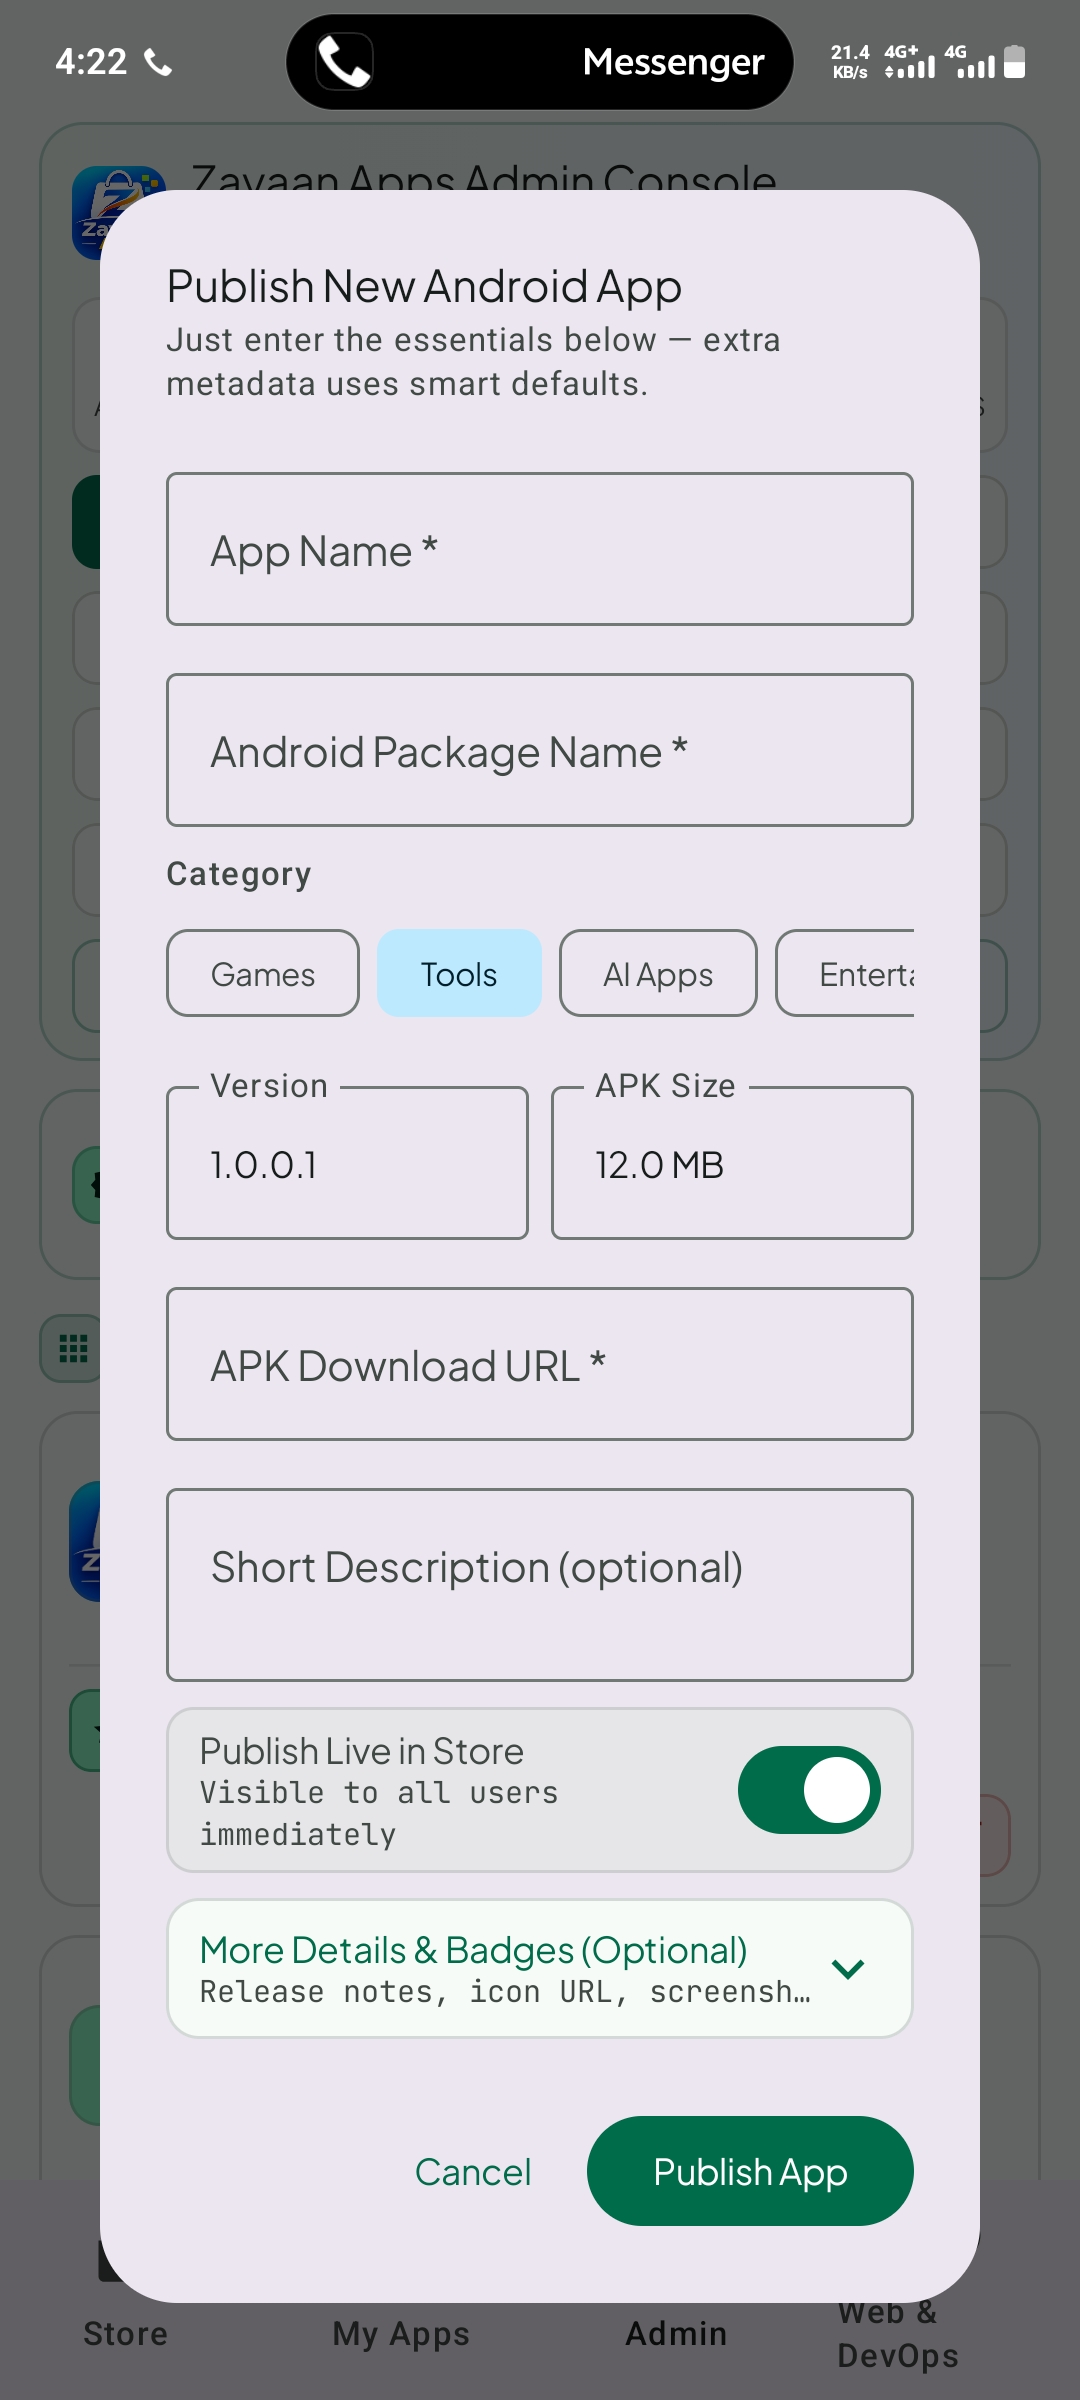 4:22
Messenger
21.4
KB/s
4G+
4G
Zayaan Apps Admin Console
Publish New Android App
Just enter the essentials below — extra
metadata uses smart defaults.
App Name *
Android Package Name *
Category
Games
Tools
AI Apps
Version
APK Size
1.0.0.1
12.0 MB
APK Download URL *
Short Description (optional)
Publish Live in Store
Visible to all users
immediately
More Details & Badges (Optional)
Release notes, icon URL, screensh…
Cancel
Publish App
Store
My Apps
Admin
Web &
DevOps